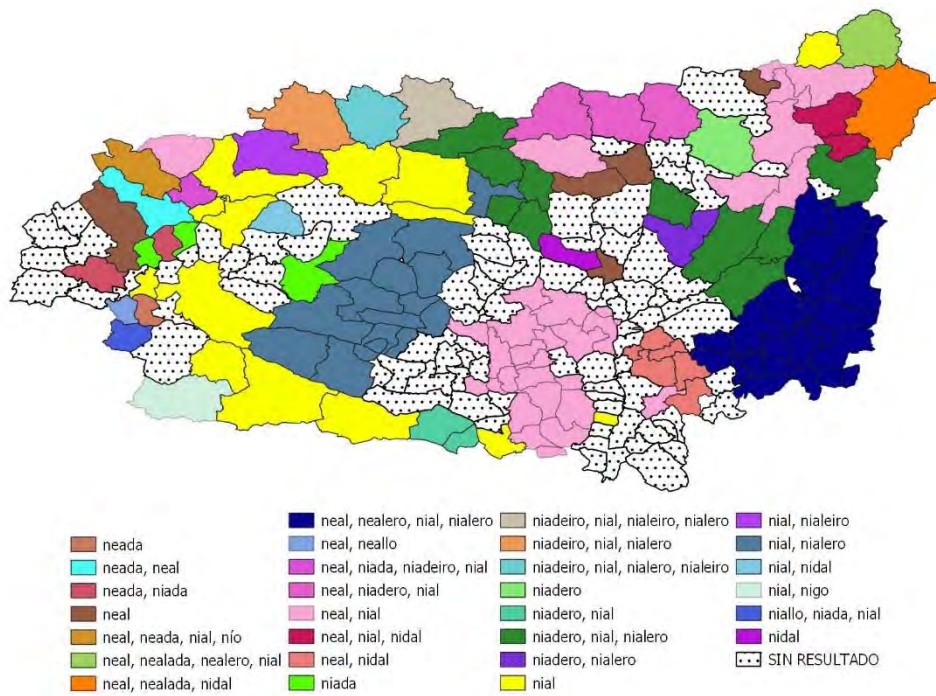 neada
neada, neal
neada, niada
neal
neal, neada, nial, nío
neal, nealada, nealero, nial
neal, nealada, nidal
neal, nealero, nial, nialero
neal, neallo
neal, niada, niadeiro, nial
neal, niadero, nial
neal, nial
neal, nial, nidal
neal, nidal
niada
niadeiro, nial, nialeiro, nialero
niadeiro, nial, nialero
niadeiro, nial, nialero, nialeiro
niadero
niadero, nial
niadero, nial, nialero
niadero, nialero
nial
nial, nialeiro
nial, nialero
nial, nidal
nial, nigo
niallo, niada, nial
nidal
SIN RESULTADO